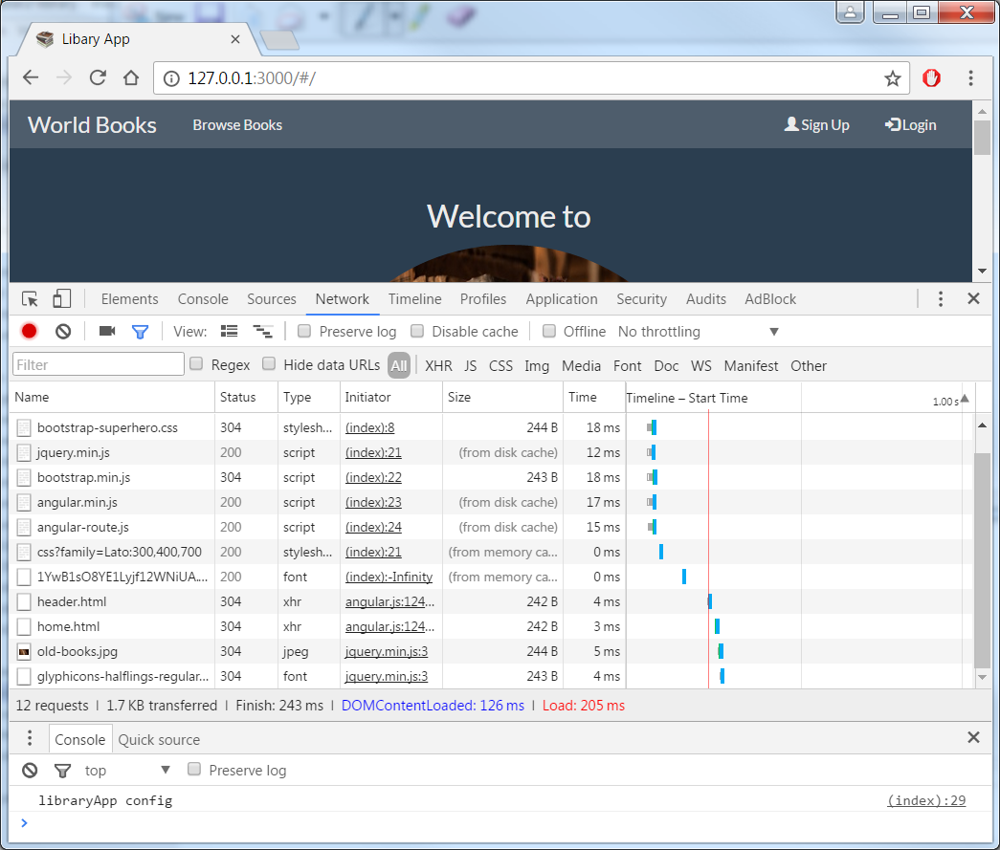 Libary App
127.0.0.1:3000/#/
World Books Browse Books Sign Up Login
Welcome to
Elements Console Sources Network Timeline Profiles Application Security Audits AdBlock
View: Preserve log Disable cache Offline No throttling
Filter Regex Hide data URLs All XHR JS CSS Img Media Font Doc WS Manifest Other
Name Status Type Initiator Size Time Timeline – Start Time 1.00 s
bootstrap-superhero.css 304 stylesh... (index):8 244 B 18 ms
jquery.min.js 200 script (index):21 (from disk cache) 12 ms
bootstrap.min.js 304 script (index):22 243 B 18 ms
angular.min.js 200 script (index):23 (from disk cache) 17 ms
angular-route.js 200 script (index):24 (from disk cache) 15 ms
css?family=Lato:300,400,700 200 stylesh... (index):21 (from memory ca... 0 ms
1YwB1sO8YE1Lyjf12WNiUA.... 200 font (index):-Infinity (from memory ca... 0 ms
header.html 304 xhr angular.js:124... 242 B 4 ms
home.html 304 xhr angular.js:124... 242 B 3 ms
old-books.jpg 304 jpeg jquery.min.js:3 244 B 5 ms
glyphicons-halflings-regular... 304 font jquery.min.js:3 243 B 4 ms
12 requests | 1.7 KB transferred | Finish: 243 ms | DOMContentLoaded: 126 ms | Load: 205 ms
Console Quick source
top Preserve log
libraryApp config (index):29